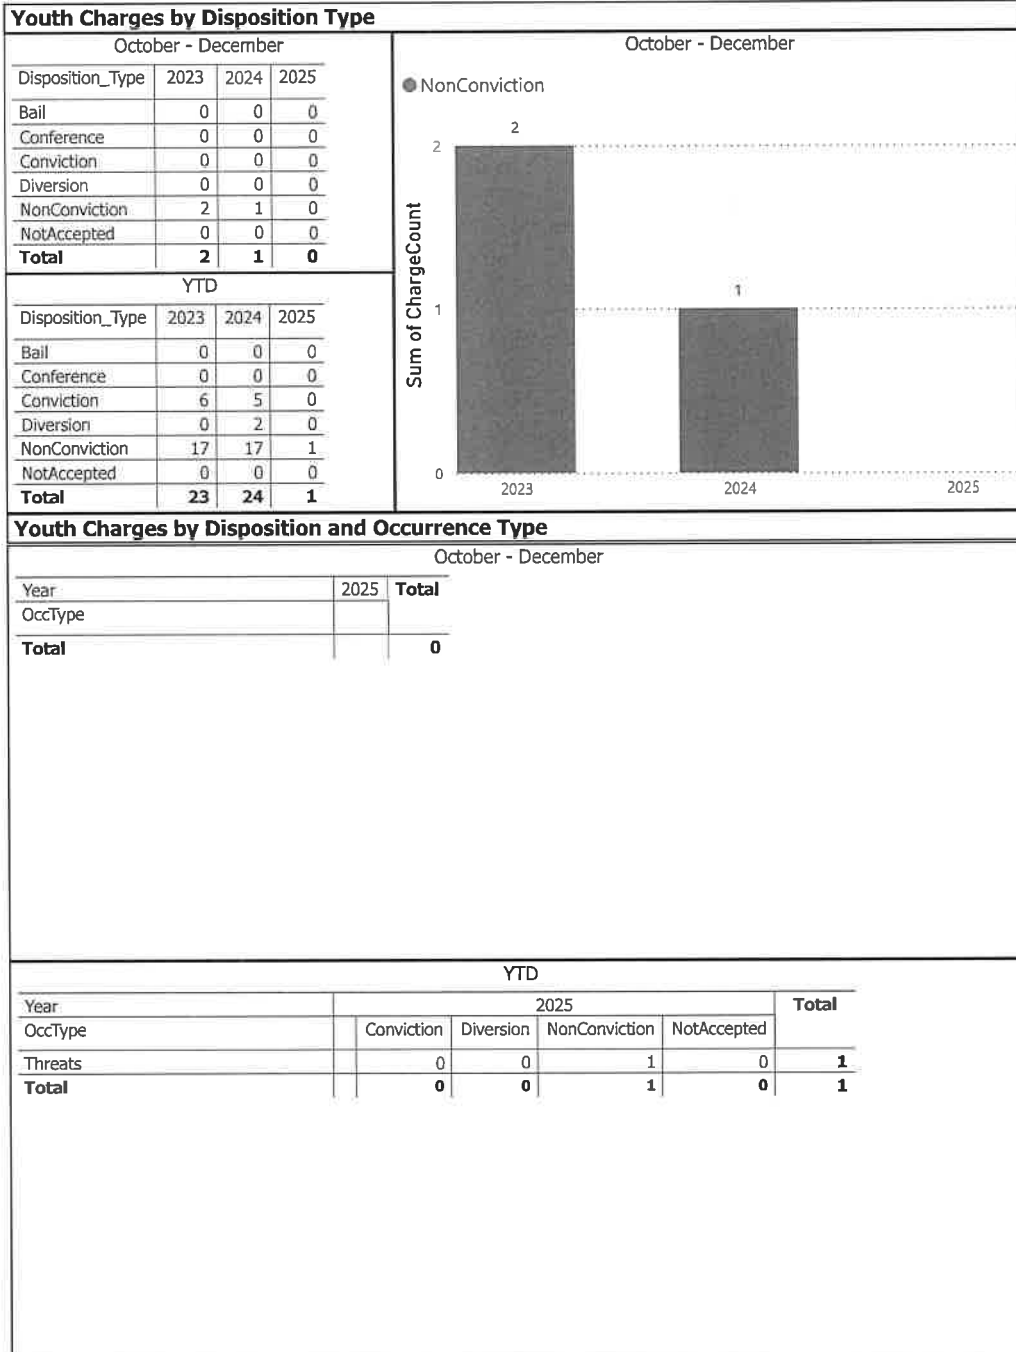 Youth Charges by Disposition Type
October - December
Disposition_Type 2023 2024 2025
Bail 0 0 0
Conference 0 0 0
Conviction 0 0 0
Diversion 0 0 0
NonConviction 2 1 0
NotAccepted 0 0 0
Total 2 1 0
YTD
Disposition_Type 2023 2024 2025
Bail 0 0 0
Conference 0 0 0
Conviction 6 5 0
Diversion 0 2 0
NonConviction 17 17 1
NotAccepted 0 0 0
Total 23 24 1
October - December
NonConviction
Sum of ChargeCount
2
2
1
1
0
2023 2024 2025
Youth Charges by Disposition and Occurrence Type
October - December
Year 2025 Total
OccType
Total 0
YTD
Year 2025 Total
OccType Conviction Diversion NonConviction NotAccepted
Threats 0 0 1 0 1
Total 0 0 1 0 1